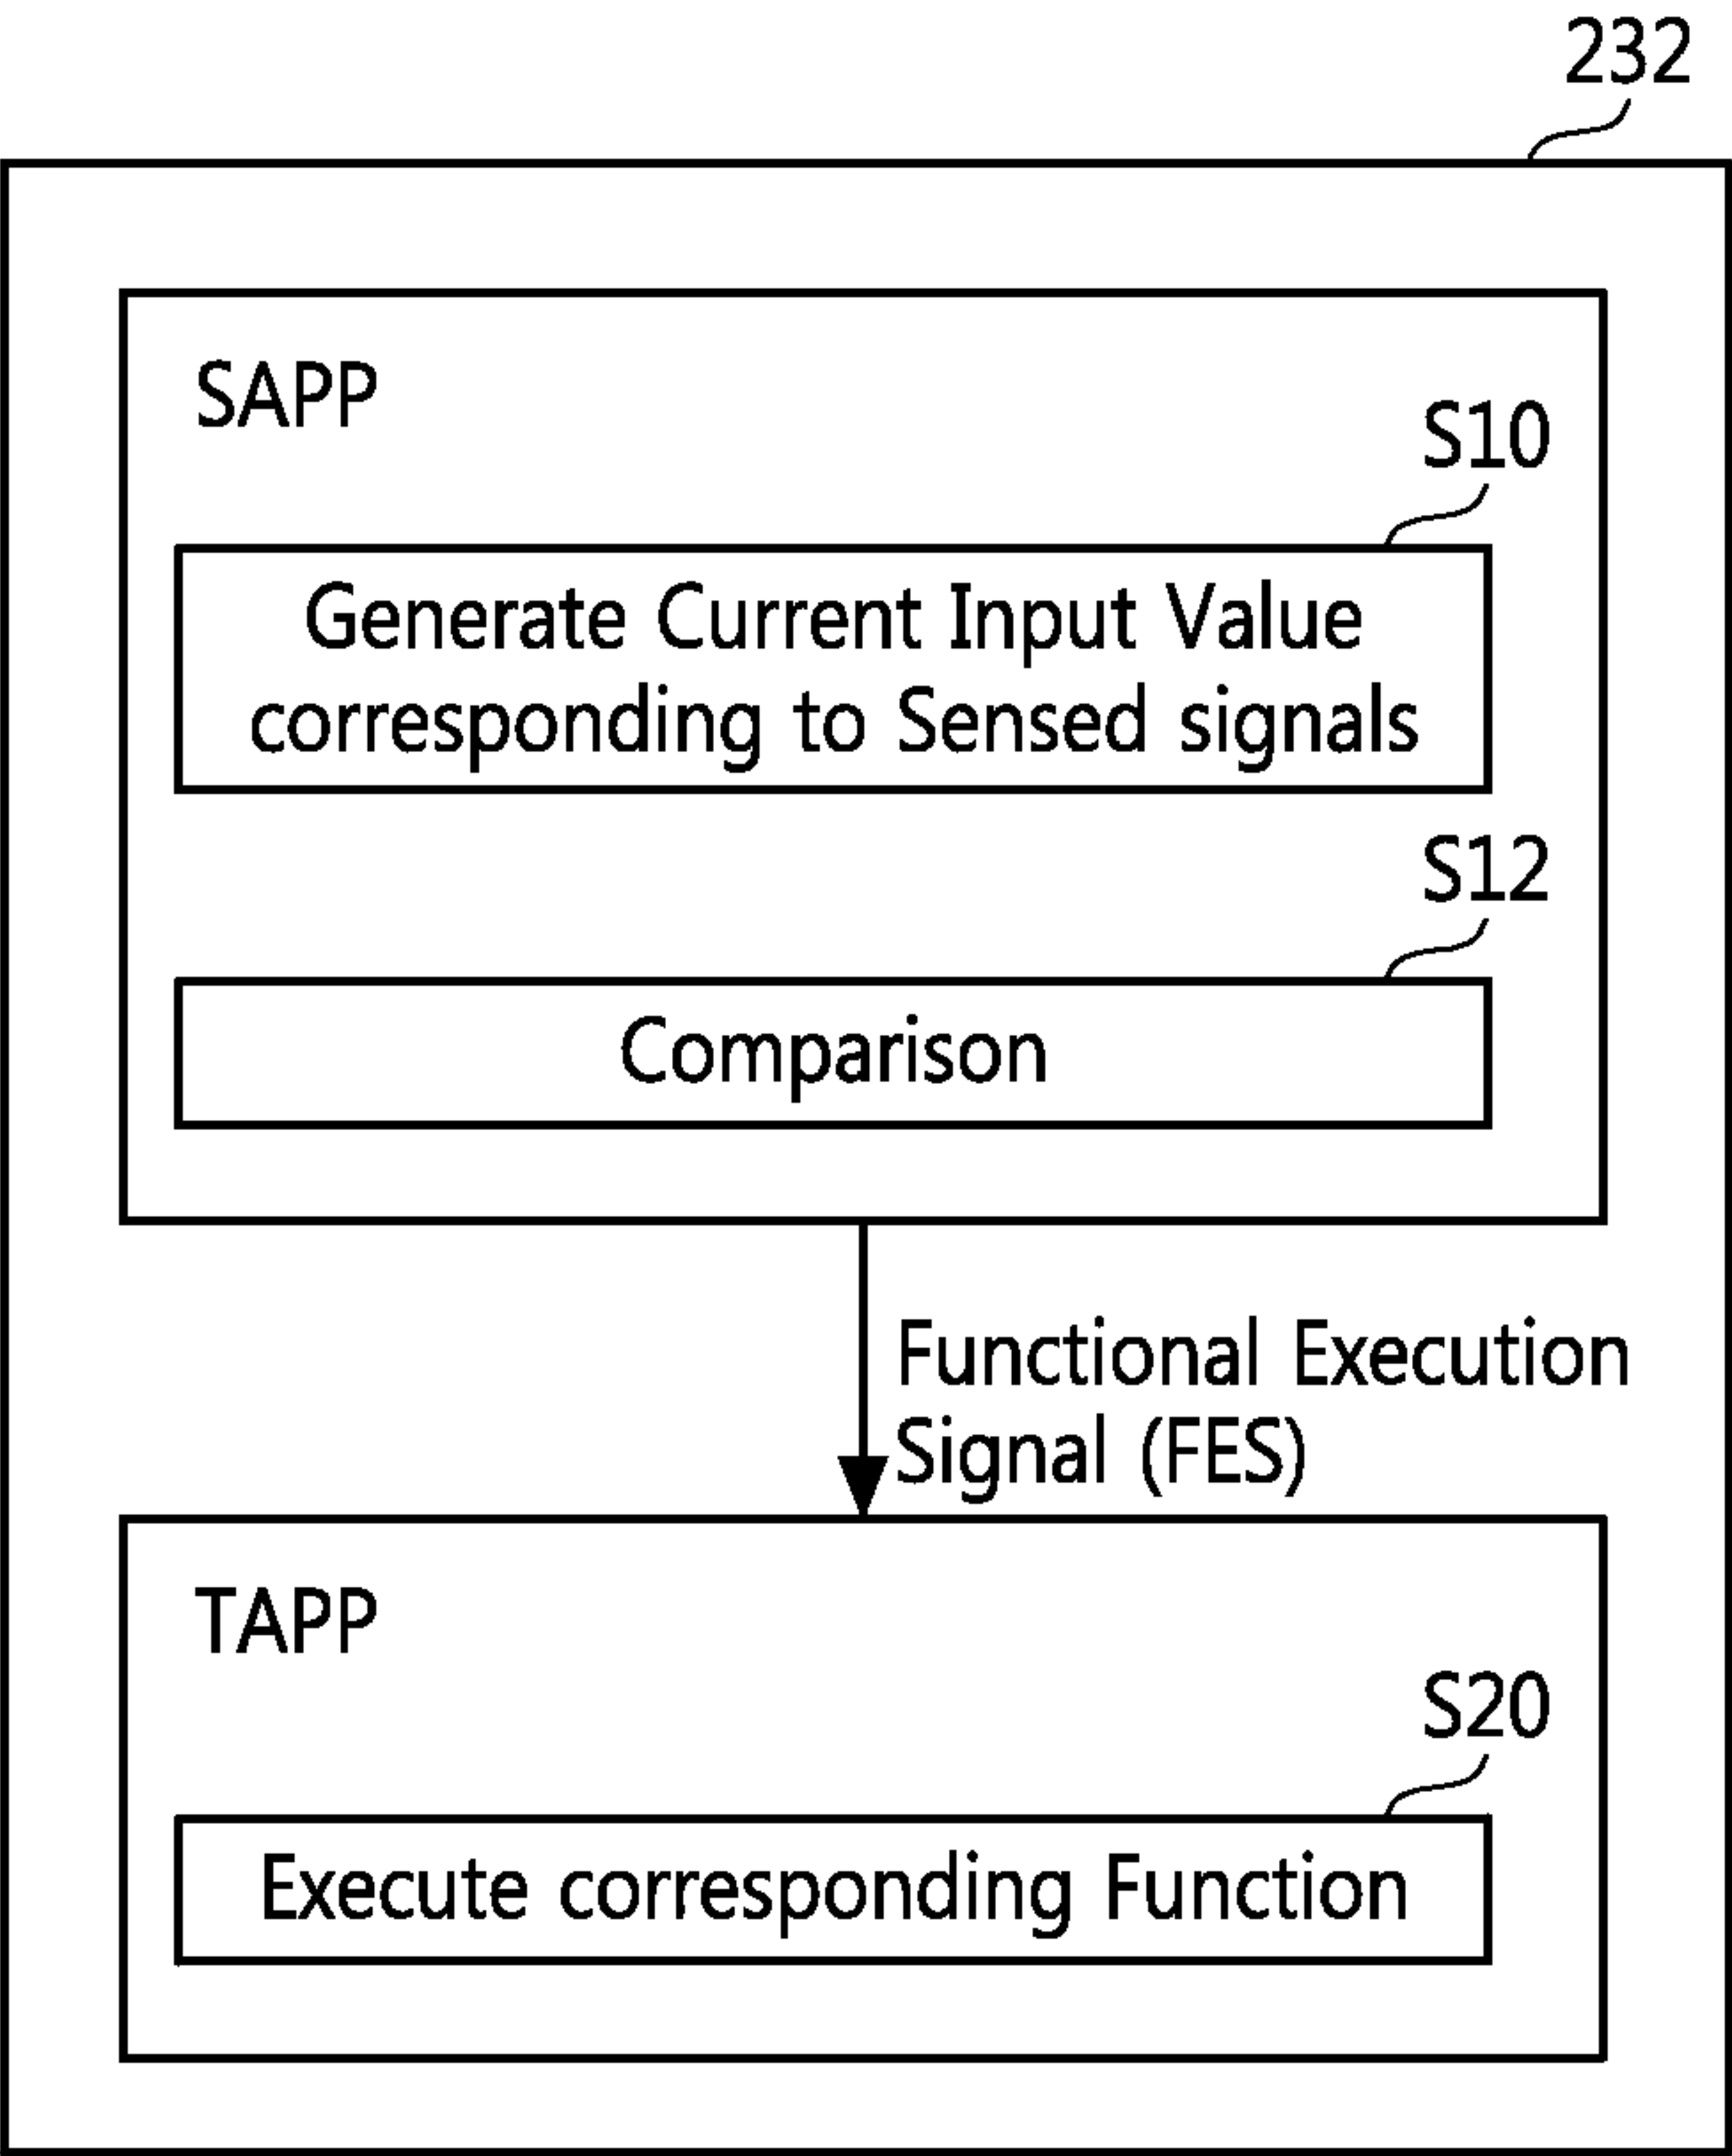 232
SAPP
S10
Generate Current Input Value
corresponding to Sensed signals
S12
Comparison
Functional Execution
Signal (FES)
TAPP
S20
Execute corresponding Function